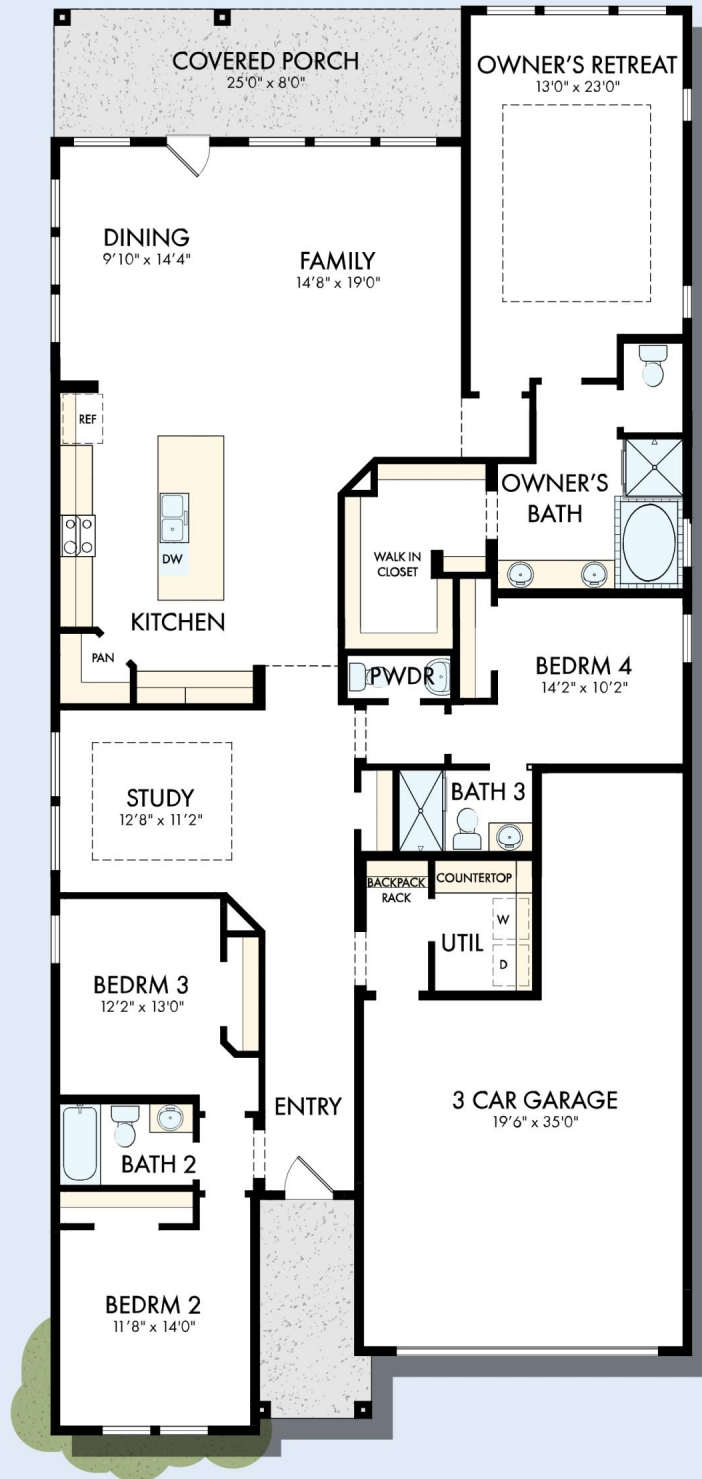 COVERED PORCH
25'0" x 8'0"
OWNER'S RETREAT
13'0" x 23'0"
DINING
9'10" x 14'4"
FAMILY
14'8" x 19'0"
REF
DW
KITCHEN
PAN
WALK IN
CLOSET
OWNER'S
BATH
PWDR
BEDRM 4
14'2" x 10'2"
STUDY
12'8" x 11'2"
BATH 3
BACKPACK
RACK
COUNTERTOP
W
UTIL
D
BEDRM 3
12'2" x 13'0"
ENTRY
3 CAR GARAGE
19'6" x 35'0"
BATH 2
BEDRM 2
11'8" x 14'0"